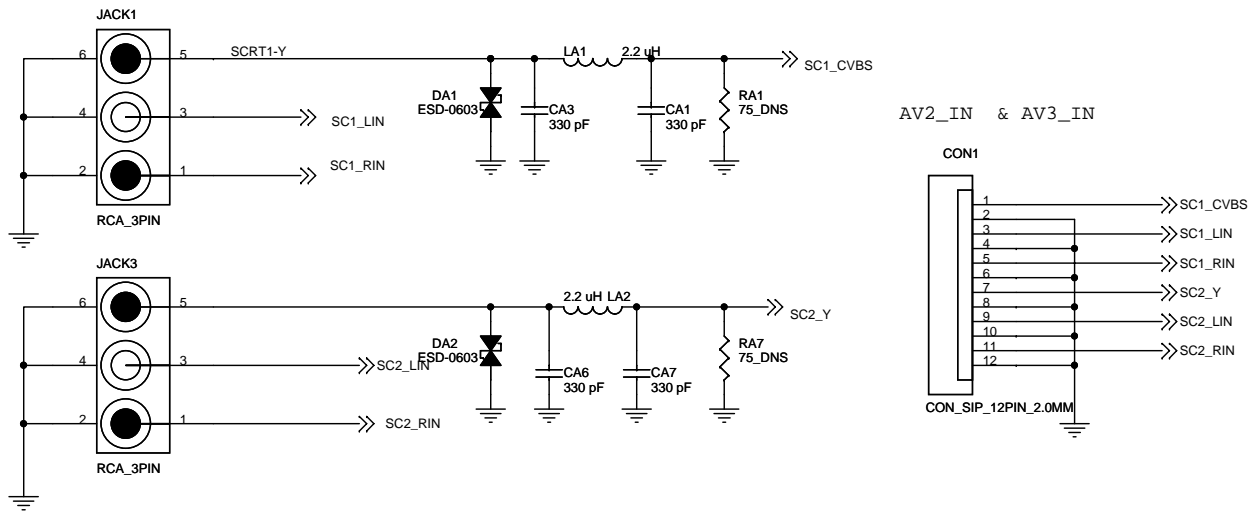 JACK1
6
5
SCRT1-Y
LA1
2.2 uH
SC1_CVBS
4
3
SC1_LIN
DA1
ESD-0603
CA3
330 pF
CA1
330 pF
RA1
75_DNS
2
1
SC1_RIN
RCA_3PIN
JACK3
6
5
2.2 uH LA2
SC2_Y
4
3
SC2_LIN
DA2
ESD-0603
CA6
330 pF
CA7
330 pF
RA7
75_DNS
2
1
SC2_RIN
RCA_3PIN
AV2_IN & AV3_IN
CON1
1
SC1_CVBS
2
3
SC1_LIN
4
5
SC1_RIN
6
7
SC2_Y
8
9
SC2_LIN
10
11
SC2_RIN
12
CON_SIP_12PIN_2.0MM